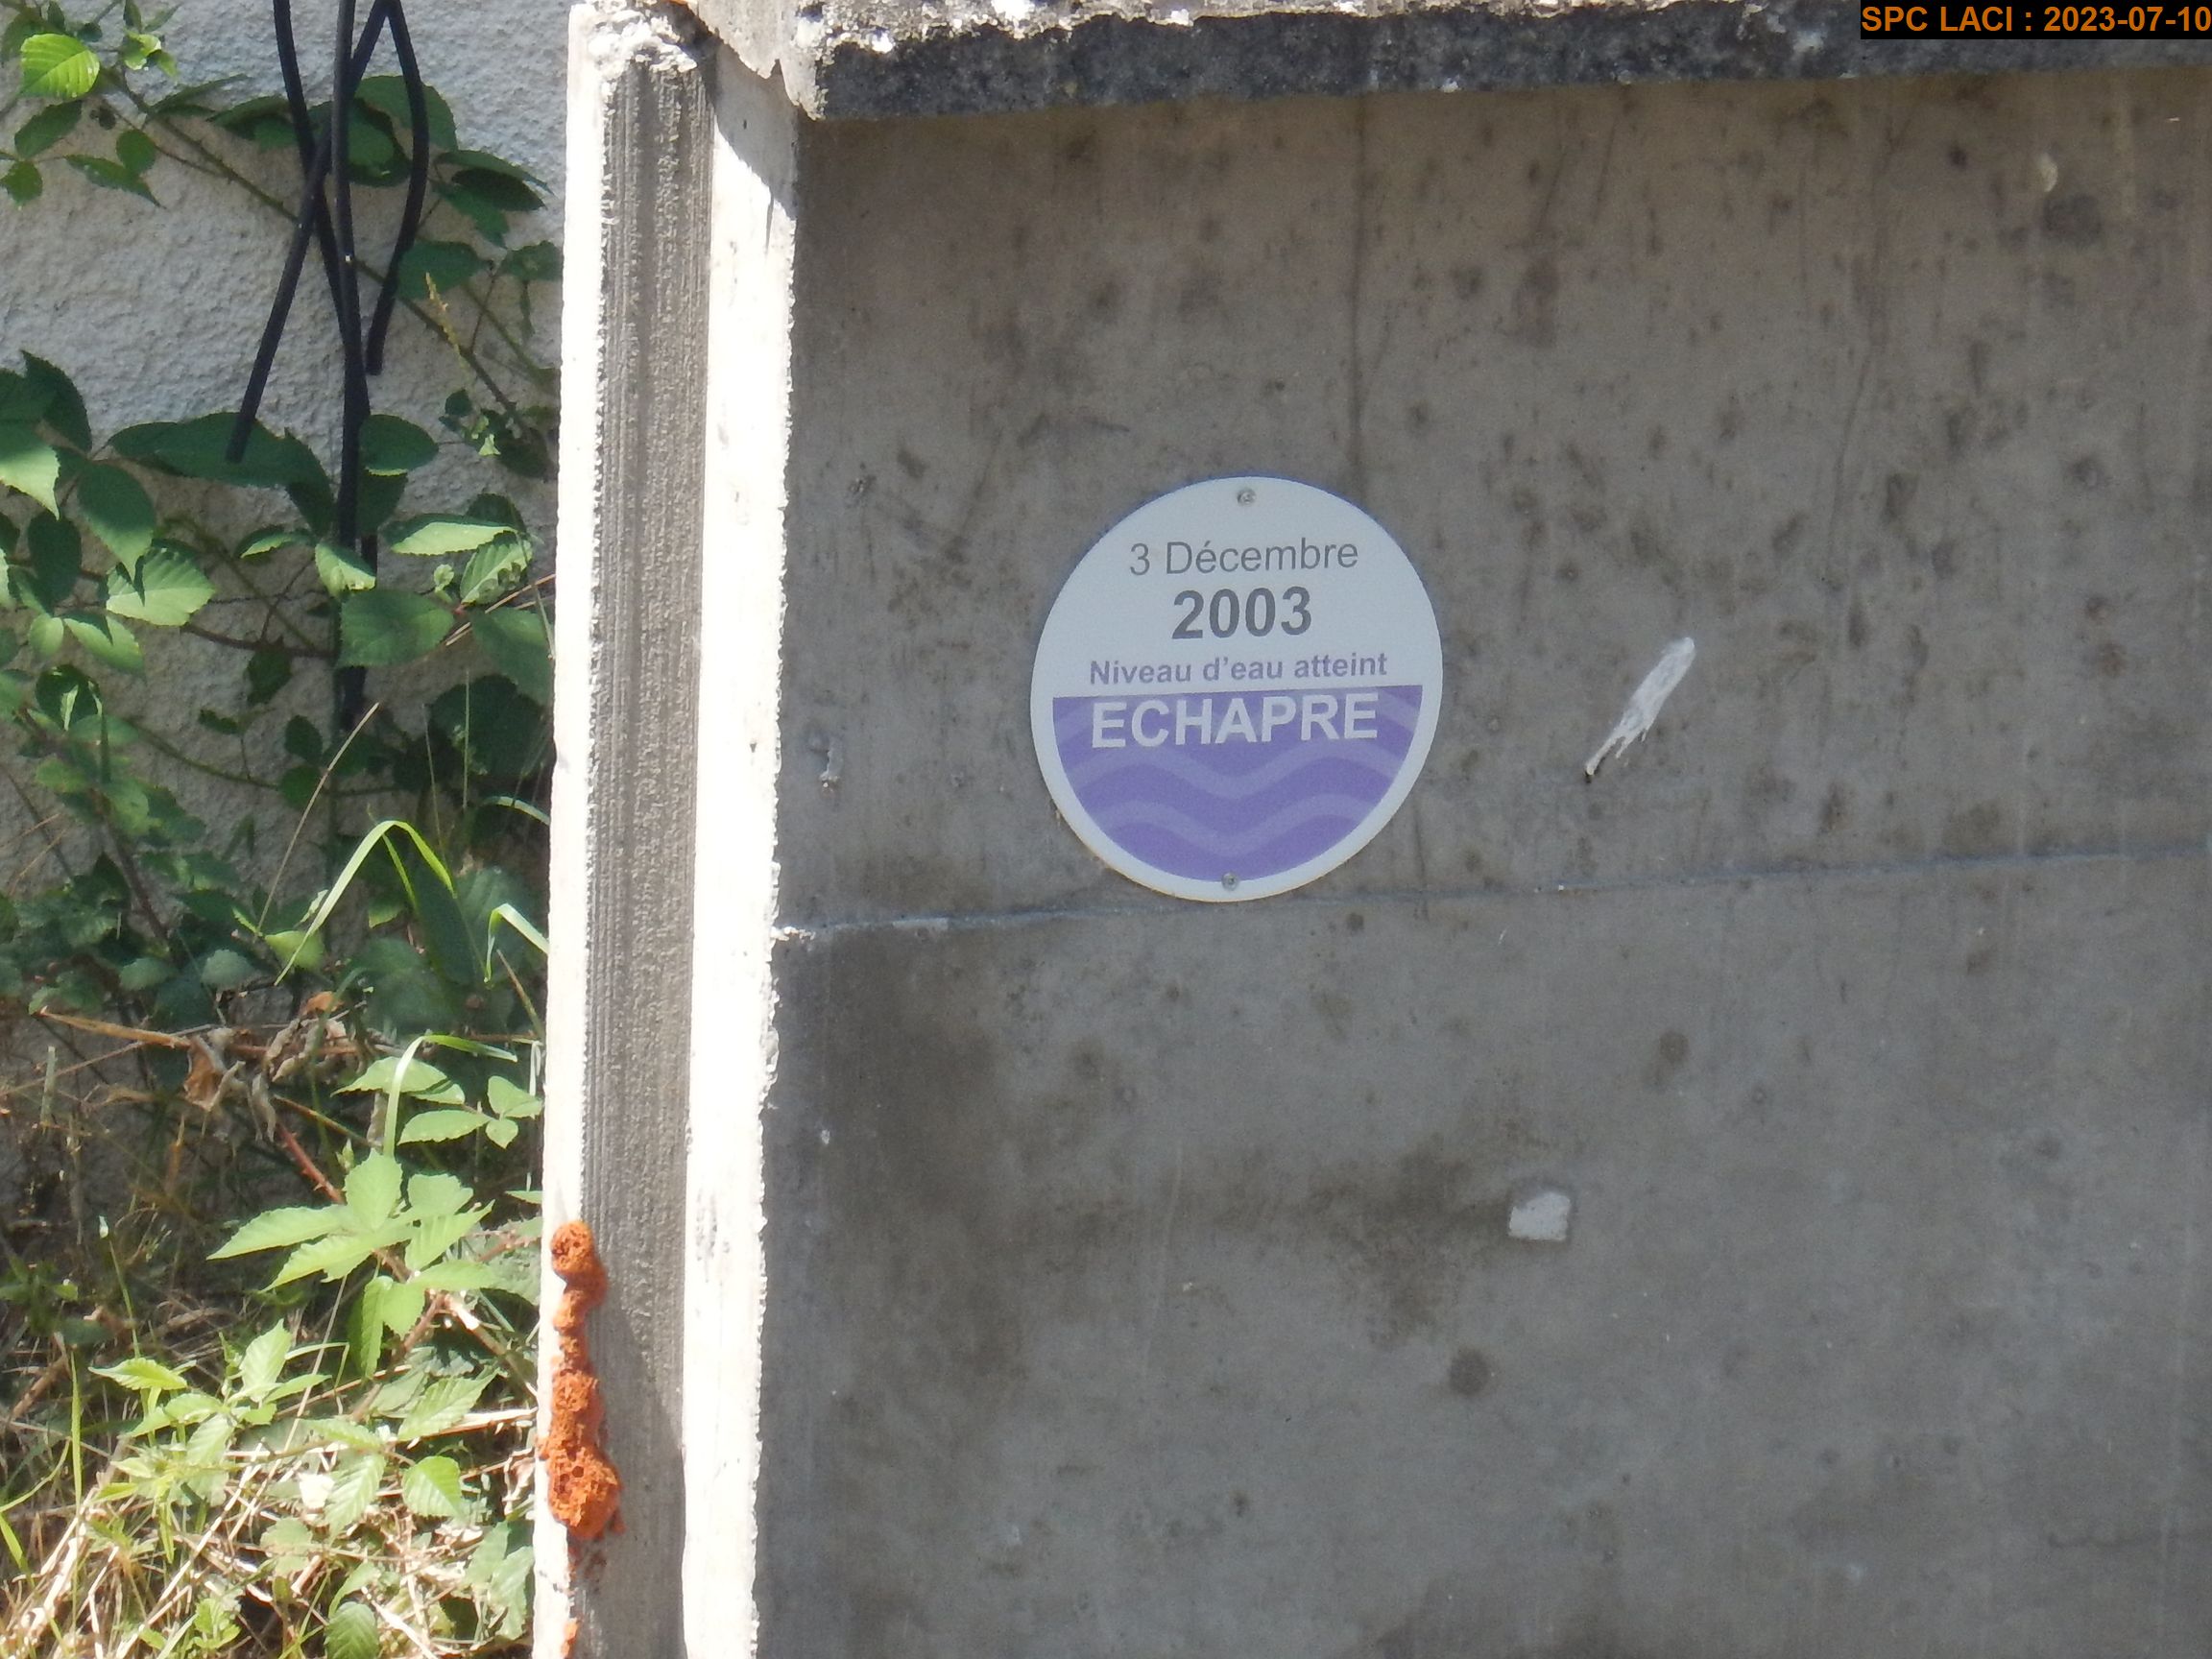 SPC LACI : 2023-07-10
3 Décembre
2003
Niveau d'eau atteint
ECHAPRE